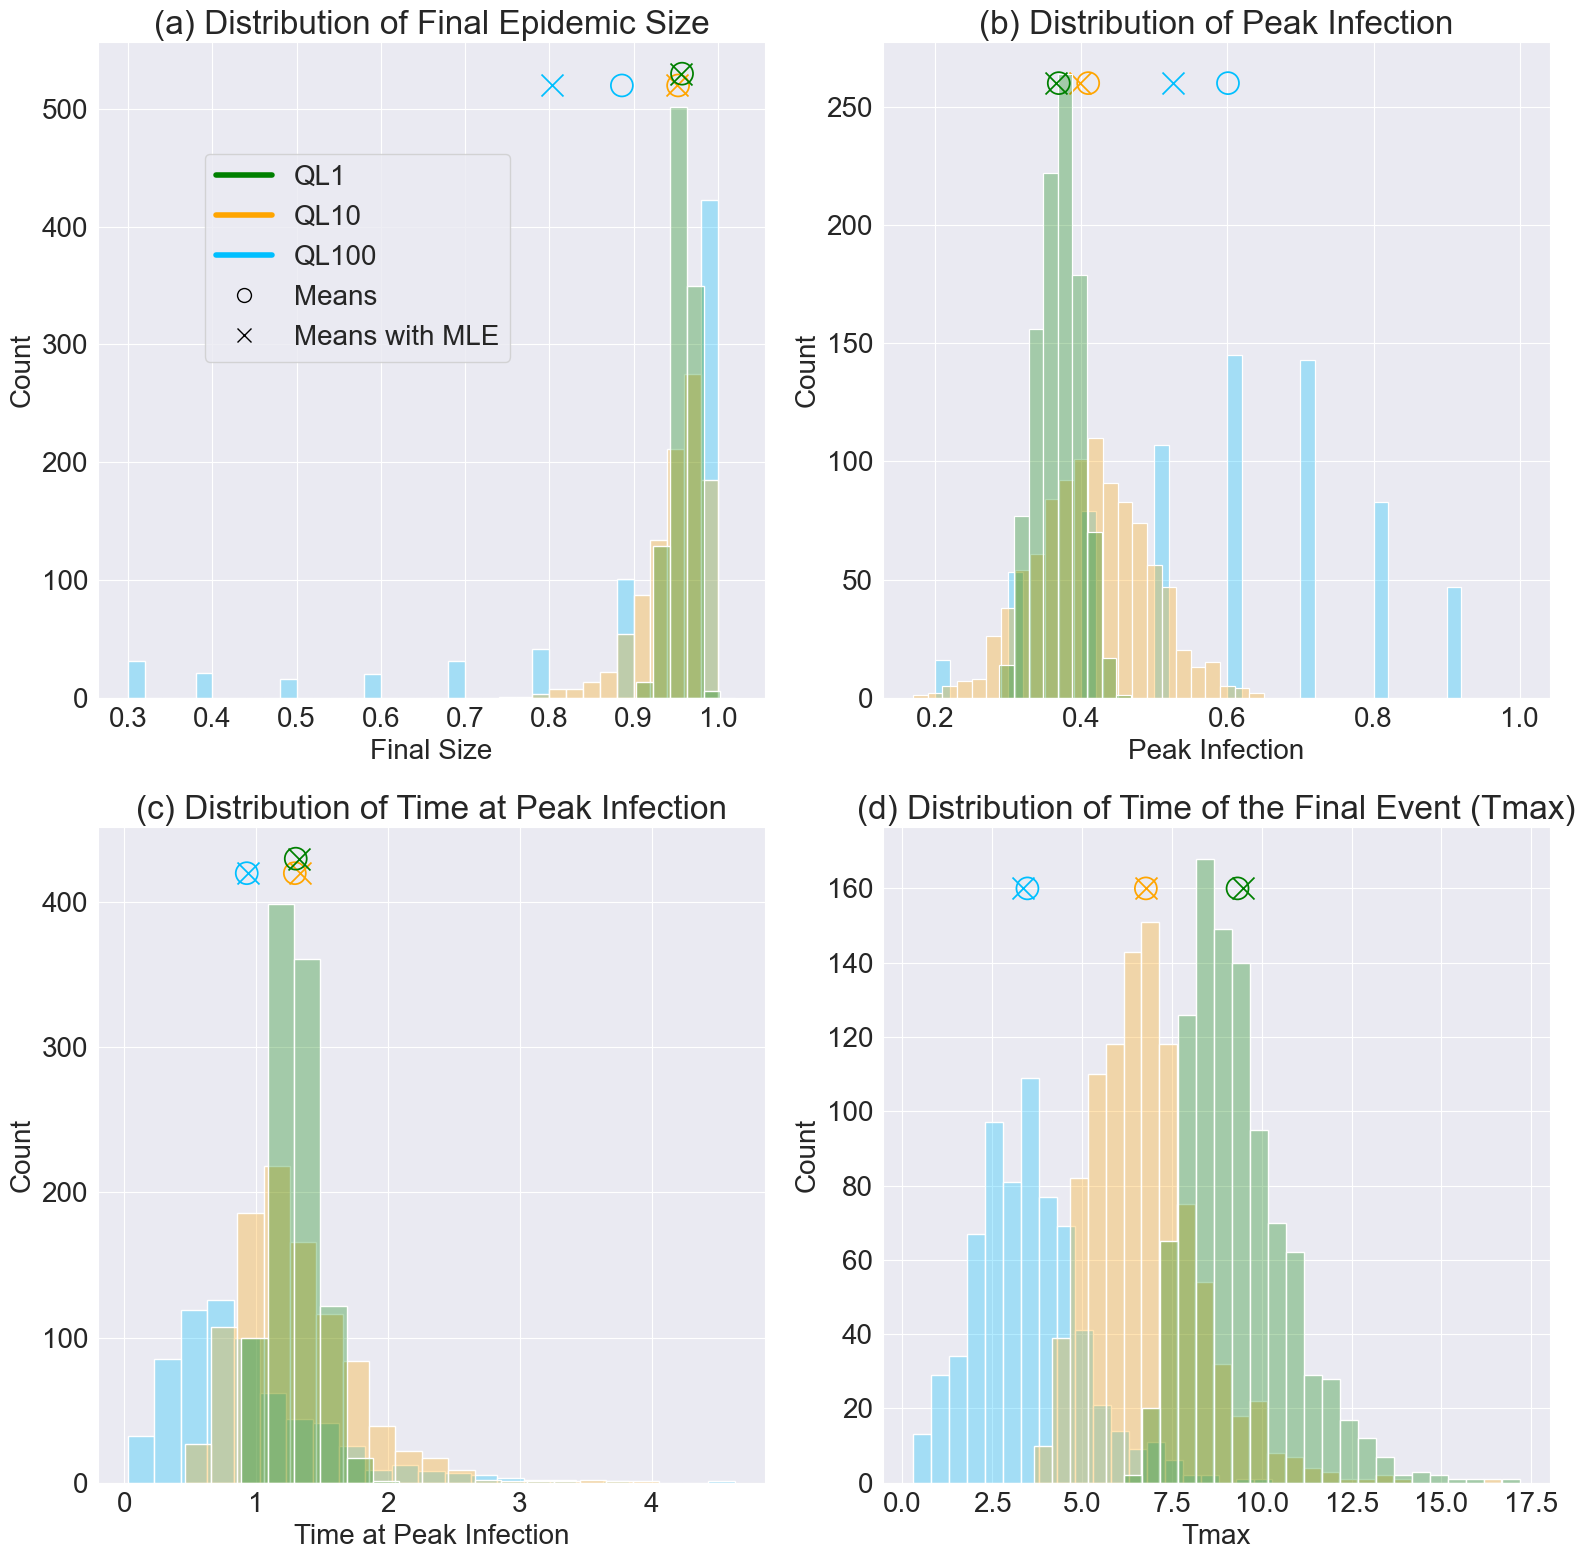 (a) Distribution of Final Epidemic Size
500
400
300
200
100
0
Count
QL1
QL10
QL100
Means
Means with MLE
0.3 0.4 0.5 0.6 0.7 0.8 0.9 1.0
Final Size
(b) Distribution of Peak Infection
250
200
150
100
50
0
Count
0.2 0.4 0.6 0.8 1.0
Peak Infection
(c) Distribution of Time at Peak Infection
400
300
200
100
0
Count
0 1 2 3 4
Time at Peak Infection
(d) Distribution of Time of the Final Event (Tmax)
160
140
120
100
80
60
40
20
0
Count
0.0 2.5 5.0 7.5 10.0 12.5 15.0 17.5
Tmax